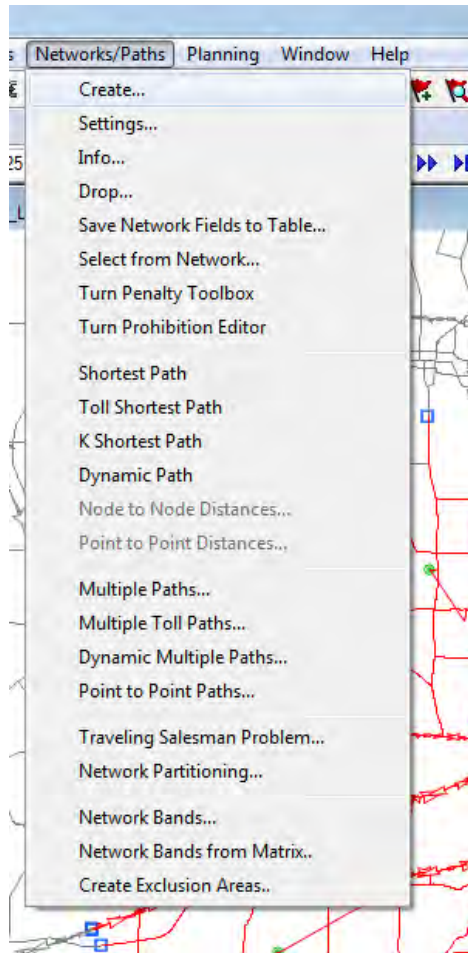 s Networks/Paths Planning Window Help
Create...
Settings...
Info...
25
Drop...
_L
Save Network Fields to Table...
Select from Network...
Turn Penalty Toolbox
Turn Prohibition Editor
Shortest Path
Toll Shortest Path
K Shortest Path
Dynamic Path
Node to Node Distances...
Point to Point Distances...
Multiple Paths...
Multiple Toll Paths...
Dynamic Multiple Paths...
Point to Point Paths...
Traveling Salesman Problem...
Network Partitioning...
Network Bands...
Network Bands from Matrix..
Create Exclusion Areas..